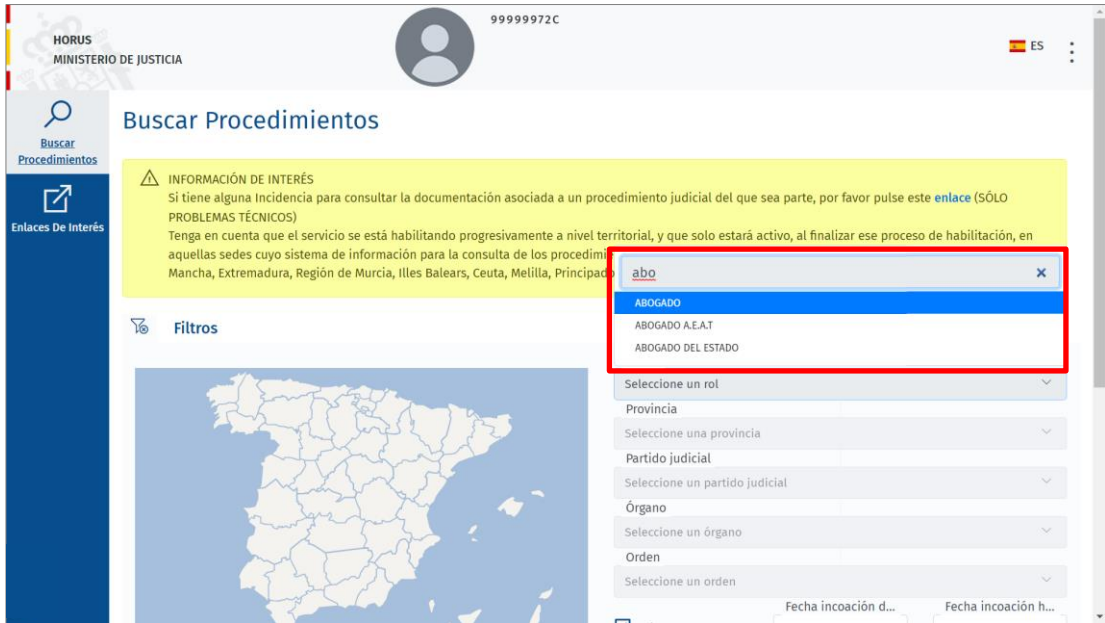 99999972C
HORUS
MINISTERIO DE JUSTICIA
ES
Buscar
Procedimientos
Enlaces De Interés
Buscar Procedimientos
INFORMACIÓN DE INTERÉS
Si tiene alguna Incidencia para consultar la documentación asociada a un procedimiento judicial del que sea parte, por favor pulse este enlace (SÓLO
PROBLEMAS TÉCNICOS)
Tenga en cuenta que el servicio se está habilitando progresivamente a nivel territorial, y que solo estará activo, al finalizar ese proceso de habilitación, en
aquellas sedes cuyo sistema de información para la consulta de los procedimie
Mancha, Extremadura, Región de Murcia, Illes Balears, Ceuta, Melilla, Principado
abo
ABOGADO
ABOGADO A.E.A.T
ABOGADO DEL ESTADO
Filtros
Seleccione un rol
Provincia
Seleccione una provincia
Partido judicial
Seleccione un partido judicial
Órgano
Seleccione un órgano
Orden
Seleccione un orden
Fecha incoación d...
Fecha incoación h...